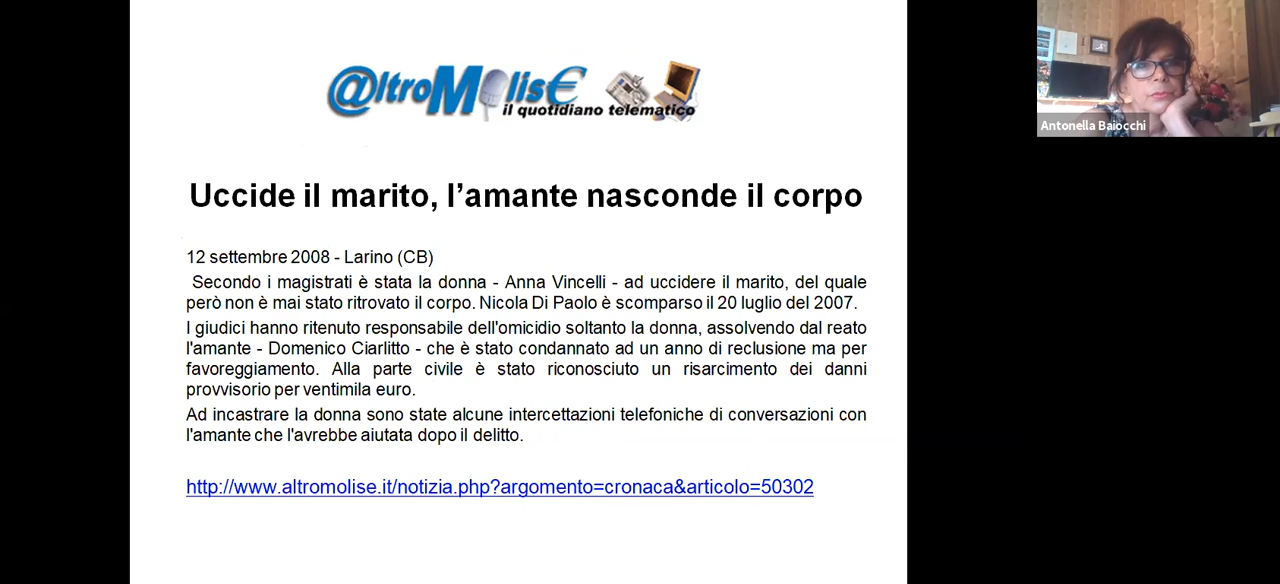 @ltroMolis€
il quotidiano telematico
Antonella Baiocchi
Uccide il marito, l’amante nasconde il corpo
12 settembre 2008 - Larino (CB)
Secondo i magistrati è stata la donna - Anna Vincelli - ad uccidere il marito, del quale
però non è mai stato ritrovato il corpo. Nicola Di Paolo è scomparso il 20 luglio del 2007.
I giudici hanno ritenuto responsabile dell'omicidio soltanto la donna, assolvendo dal reato
l'amante - Domenico Ciarlitto - che è stato condannato ad un anno di reclusione ma per
favoreggiamento. Alla parte civile è stato riconosciuto un risarcimento dei danni
provvisorio per ventimila euro.
Ad incastrare la donna sono state alcune intercettazioni telefoniche di conversazioni con
l'amante che l'avrebbe aiutata dopo il delitto.
http://www.altromolise.it/notizia.php?argomento=cronaca&articolo=50302